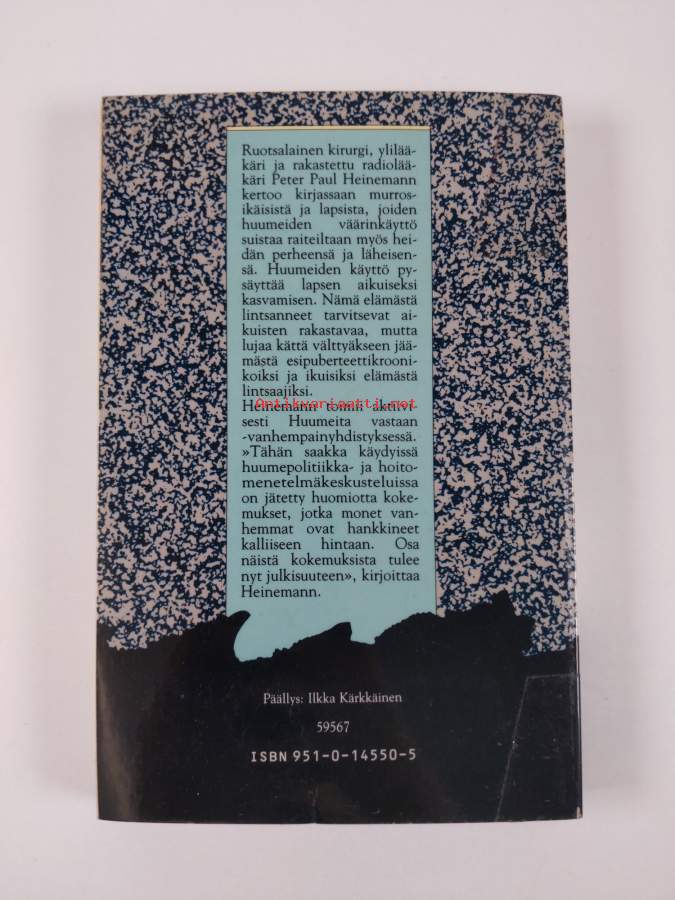 Ruotsalainen kirurgi, ylilää-
käri ja rakastettu radiolää-
käri Peter Paul Heinemann
kertoo kirjassaan murros-
ikäisistä ja lapsista, joiden
huumeiden väärinkäyttö
suistaa raiteiltaan myös hei-
dän perheensä ja läheisen-
sä. Huumeiden käyttö py-
säyttää lapsen aikuiseksi
kasvamisen. Nämä elämästä
lintsanneet tarvitsevat ai-
kuisten rakastavaa, mutta
lujaa kättä välttyäkseen jää-
mästä esipuberteettikrooni-
koiksi ja ikuisiksi elämästä
lintsaajiksi.
Antikvariaatti.net
Heinemann toimii aktiivi-
sesti Huumeita vastaan
-vanhempainyhdistyksessä.
»Tähän saakka käydyissä
huumepolitiikka- ja hoito-
menetelmäkeskusteluissa
on jätetty huomiotta koke-
mukset, jotka monet van-
hemmat ovat hankkineet
kalliiseen hintaan. Osa
näistä kokemuksista tulee
nyt julkisuuteen», kirjoittaa
Heinemann.
Päällys: Ilkka Kärkkäinen
59567
ISBN 951-0-14550-5